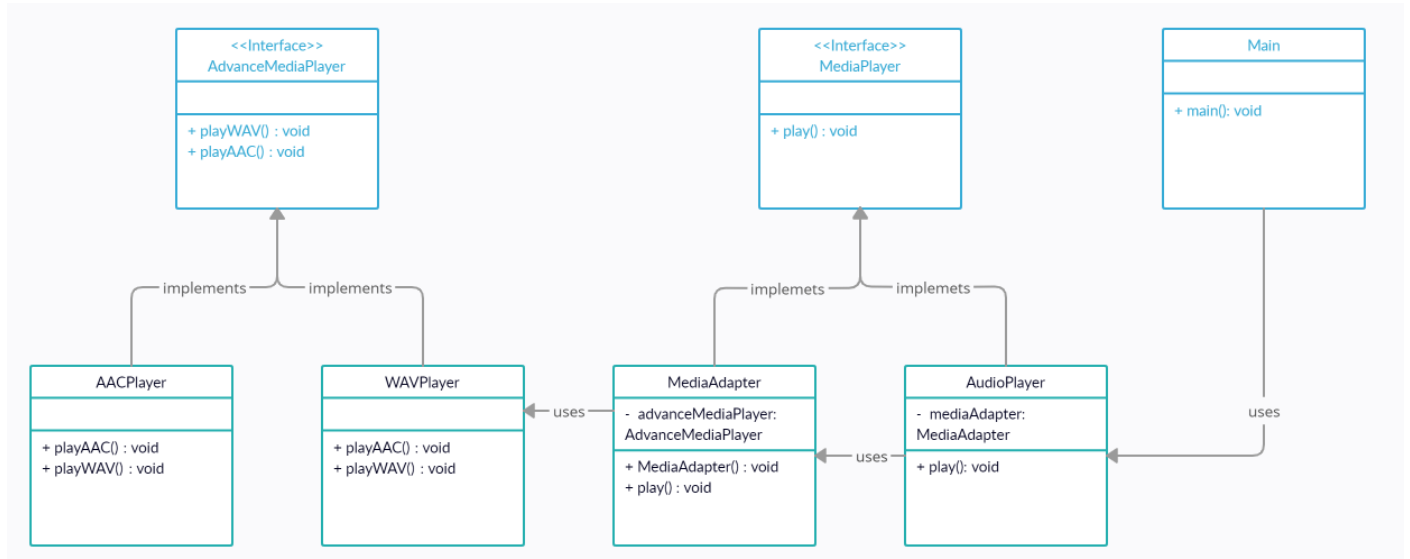 <<Interface>>
AdvanceMediaPlayer
+ playWAV() : void
+ playAAC() : void
<<Interface>>
MediaPlayer
+ play() : void
Main
+ main(): void
implements
implements
implemets
implemets
uses
AACPlayer
+ playAAC() : void
+ playWAV() : void
WAVPlayer
+ playAAC() : void
+ playWAV() : void
uses
MediaAdapter
- advanceMediaPlayer:
AdvanceMediaPlayer
+ MediaAdapter() : void
+ play() : void
uses
AudioPlayer
- mediaAdapter:
MediaAdapter
+ play(): void